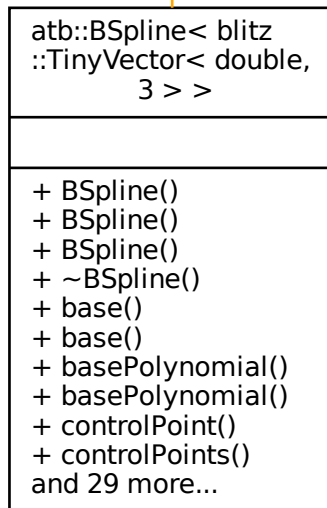 atb::BSpline< blitz
::TinyVector< double,
3 > >
+ BSpline()
+ BSpline()
+ BSpline()
+ ~BSpline()
+ base()
+ base()
+ basePolynomial()
+ basePolynomial()
+ controlPoint()
+ controlPoints()
and 29 more...